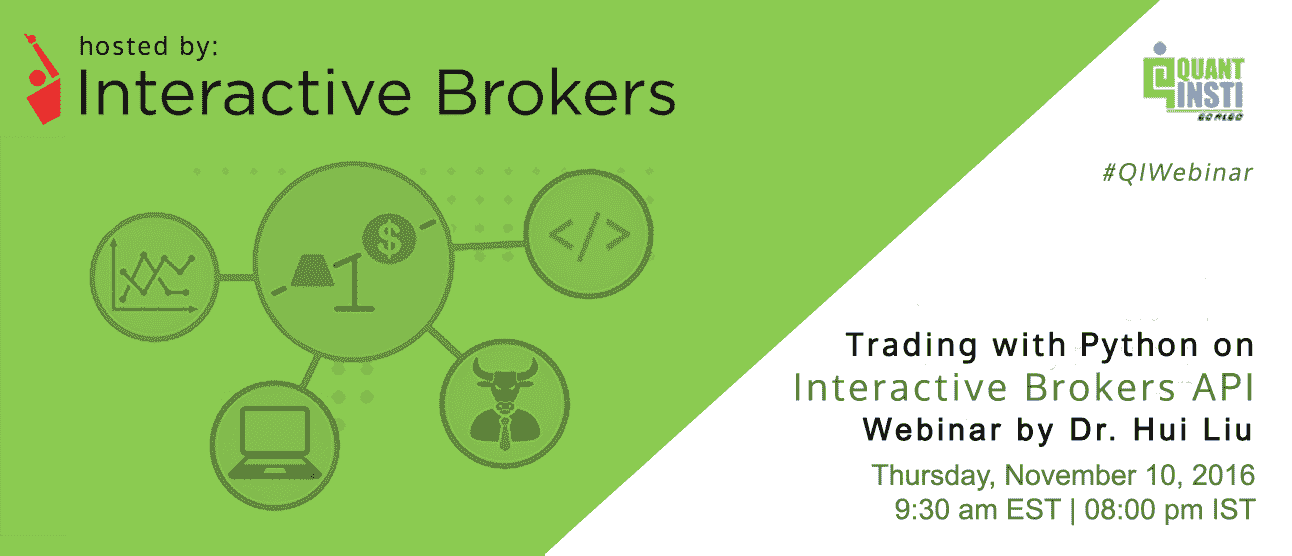 hosted by:
Interactive Brokers
QUANT
INSTI
#QIWebinar
$
</>
Trading with Python on
Interactive Brokers API
Webinar by Dr. Hui Liu
Thursday, November 10, 2016
9:30 am EST | 08:00 pm IST